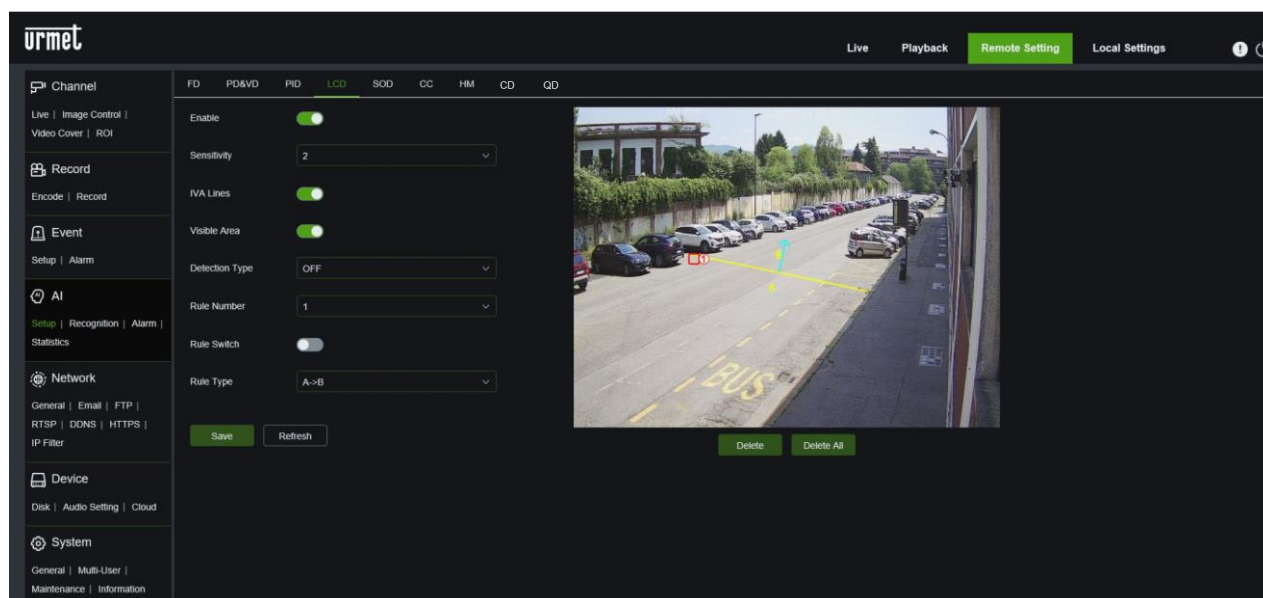 urmet
Live Playback Remote Setting Local Settings
Channel
Live | Image Control |
Video Cover | ROI
Record
Encode | Record
Event
Setup | Alarm
AI
Setup | Recognition | Alarm |
Statistics
Network
General | Email | FTP |
RTSP | DDNS | HTTPS |
IP Filter
Device
Disk | Audio Setting | Cloud
System
General | Multi-User |
Maintenance | Information
FD PD&VD PID LCD SOD CC HM CD QD
Enable
Sensitivity 2
IVA Lines
Visible Area
Detection Type OFF
Rule Number 1
Rule Switch
Rule Type A->B
Save Refresh
B
1
A
BUS
Delete Delete All